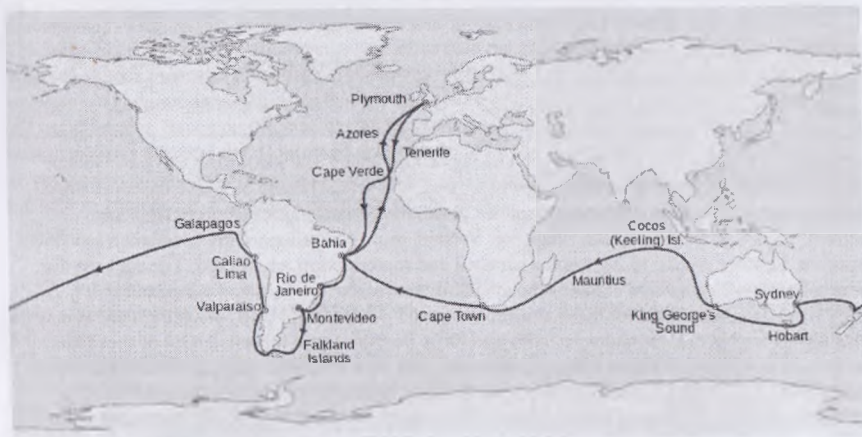 Plymouth
Azores
Tenerife
Cape Verde
Galapagos
Cocos
(Keeling) Isl.
Bahia
Callao
Lima
Rio de
Janeiro
Mauritius
Sydney
Valparaiso
Montevideo
Cape Town
King George's
Sound
Hobart
Falkland
Islands